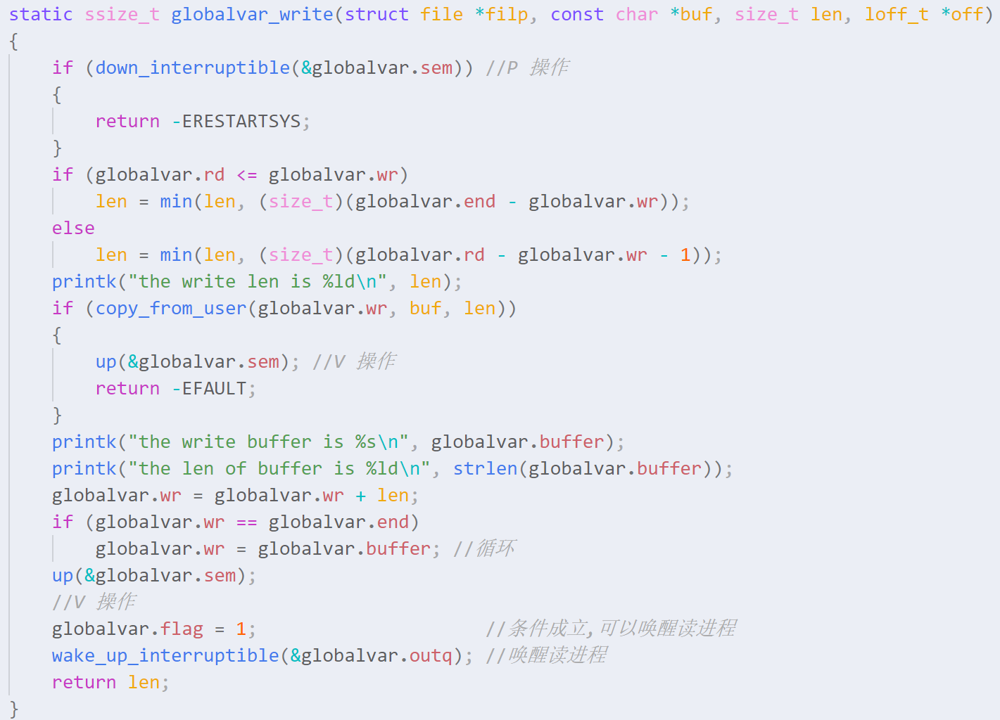 static ssize_t globalvar_write(struct file *filp, const char *buf, size_t len, loff_t *off)
{
    if (down_interruptible(&globalvar.sem)) //P 操作
    {
        return -ERESTARTSYS;
    }
    if (globalvar.rd <= globalvar.wr)
        len = min(len, (size_t)(globalvar.end - globalvar.wr));
    else
        len = min(len, (size_t)(globalvar.rd - globalvar.wr - 1));
    printk("the write len is %ld\n", len);
    if (copy_from_user(globalvar.wr, buf, len))
    {
        up(&globalvar.sem); //V 操作
        return -EFAULT;
    }
    printk("the write buffer is %s\n", globalvar.buffer);
    printk("the len of buffer is %ld\n", strlen(globalvar.buffer));
    globalvar.wr = globalvar.wr + len;
    if (globalvar.wr == globalvar.end)
        globalvar.wr = globalvar.buffer; //循环
    up(&globalvar.sem);
    //V 操作
    globalvar.flag = 1;                     //条件成立,可以唤醒读进程
    wake_up_interruptible(&globalvar.outq); //唤醒读进程
    return len;
}